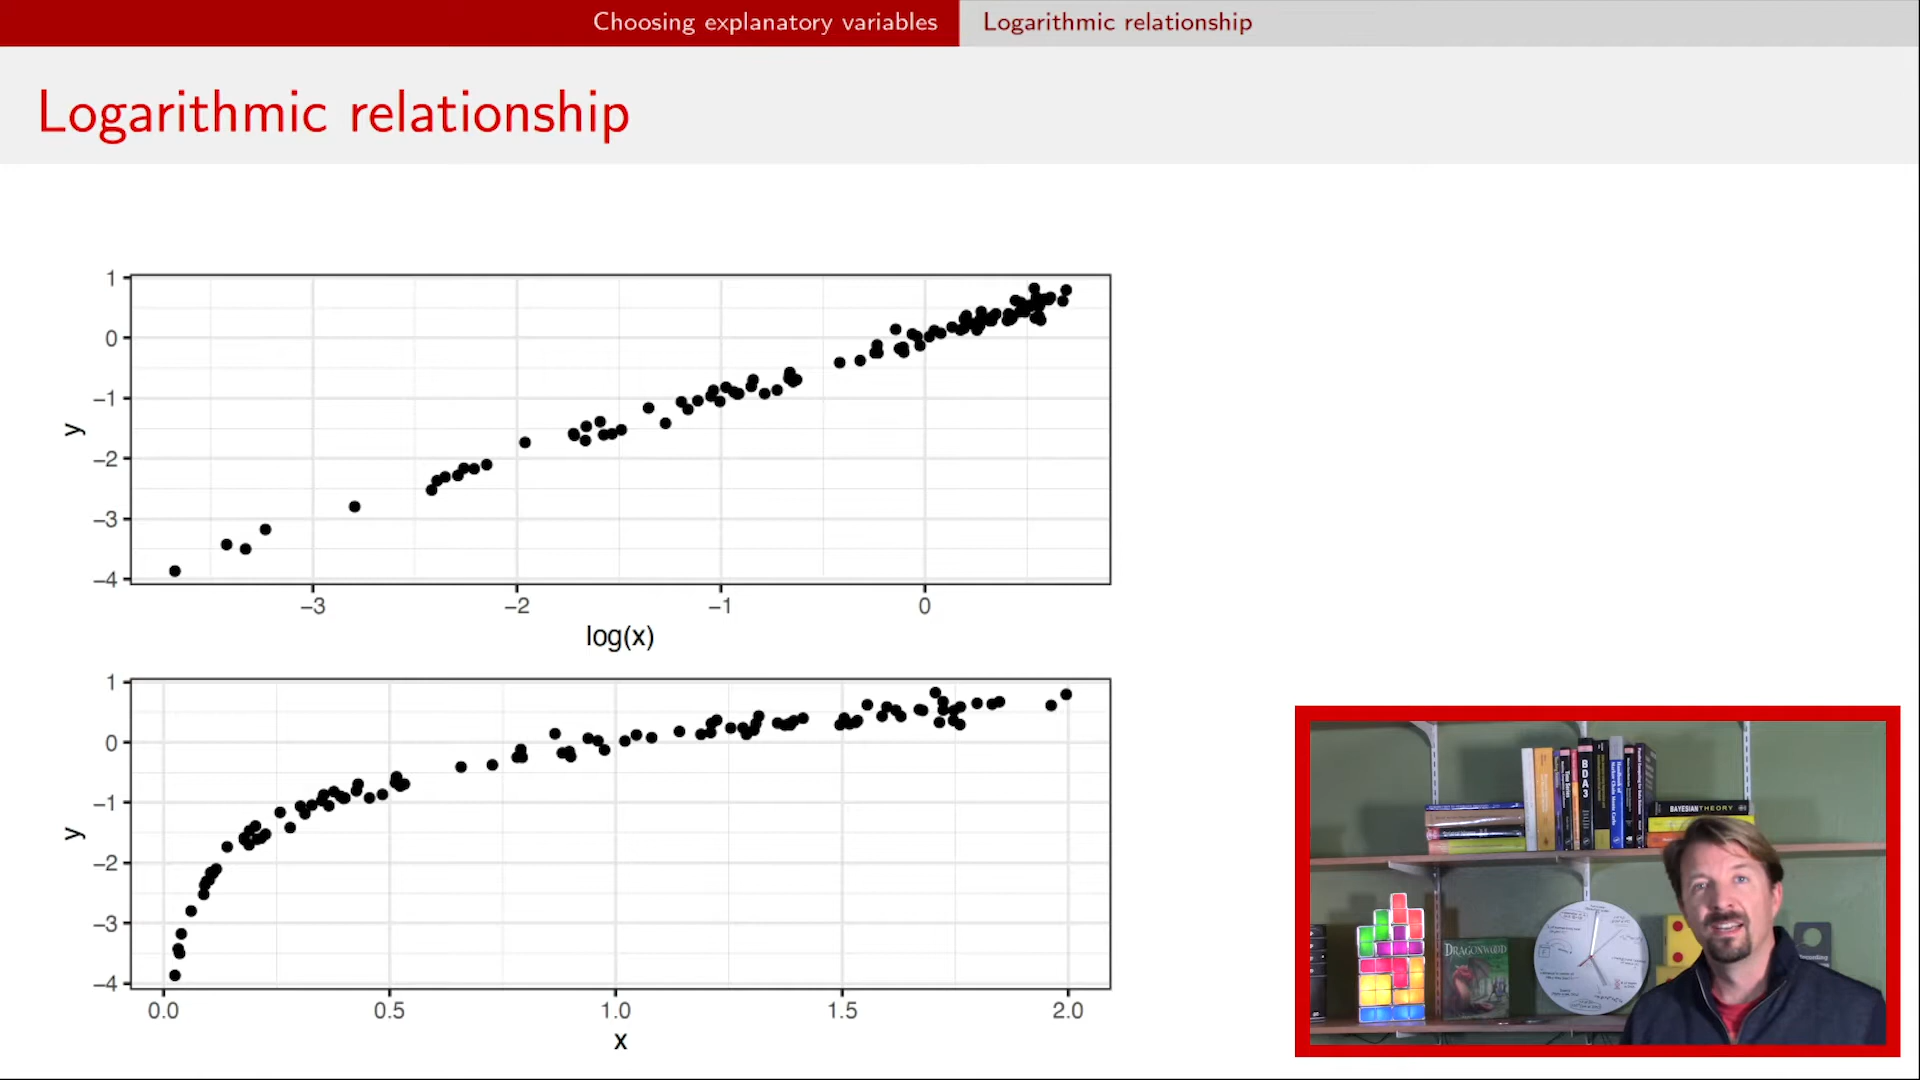 Choosing explanatory variables
Logarithmic relationship
Logarithmic relationship
1
0
−1
−2
−3
−4
y
−3 −2 −1 0
log(x)
1
0
−1
−2
−3
−4
y
0.0 0.5 1.0 1.5 2.0
x
BDA3
BAYESIAN THEORY
DRAGONWOOD